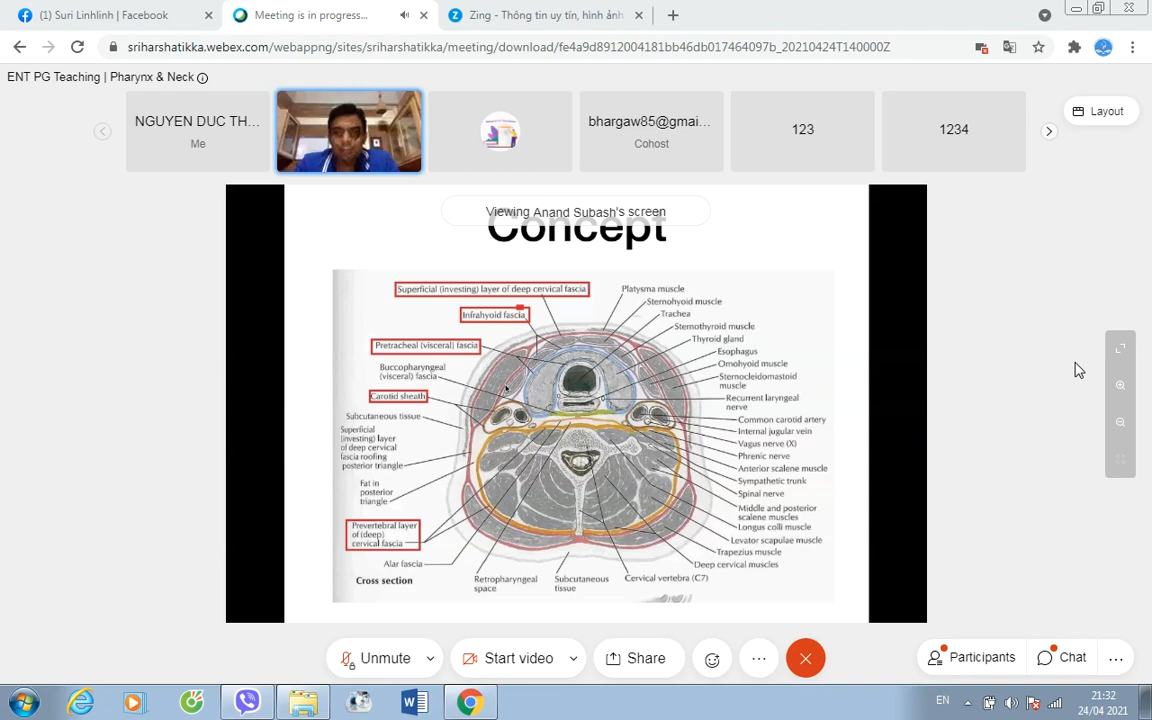 (1) Suri Linhlinh | Facebook
Meeting is in progress...
Zing - Thông tin uy tín, hình ảnh
sriharshatikka.webex.com/webappng/sites/sriharshatikka/meeting/download/fe4a9d8912004181bb46db017464097b_20210424T140000Z
ENT PG Teaching | Pharynx & Neck
NGUYEN DUC TH...
Me
bhargaw85@gmai...
Cohost
123
1234
Layout
Viewing Anand Subash's screen
Concept
Superficial (investing) layer of deep cervical fascia
Infrahyoid fascia
Pretracheal (visceral) fascia
Buccopharyngeal
(visceral) fascia
Carotid sheath
Subcutaneous tissue
Superficial
(investing) layer
of deep cervical
fascia roofing
posterior triangle
Fat in
posterior
triangle
Prevertebral layer
of (deep)
cervical fascia
Alar fascia
Cross section
Retropharyngeal
space
Subcutaneous
tissue
Cervical vertebra (C7)
Platysma muscle
Sternohyoid muscle
Trachea
Sternothyroid muscle
Thyroid gland
Esophagus
Omohyoid muscle
Sternocleidomastoid
muscle
Recurrent laryngeal
nerve
Common carotid artery
Internal jugular vein
Vagus nerve (X)
Phrenic nerve
Anterior scalene muscle
Sympathetic trunk
Spinal nerve
Middle and posterior
scalene muscles
Longus colli muscle
Levator scapulae muscle
Trapezius muscle
Deep cervical muscles
Unmute
Start video
Share
Participants
Chat
EN
21:32
24/04/2021